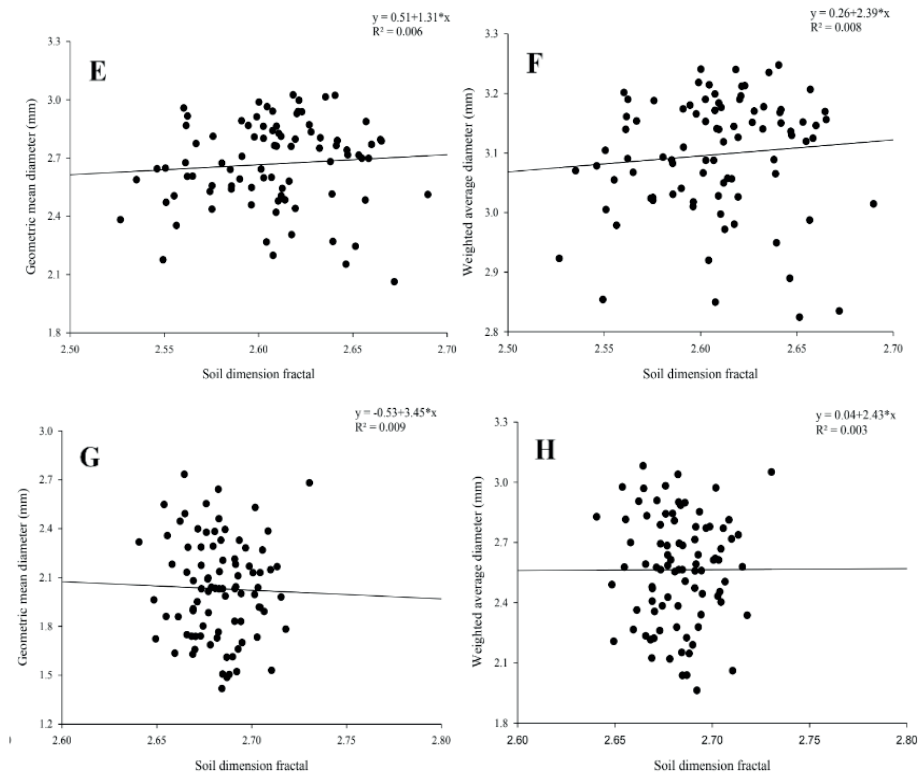 y = 0.51+1.31*x
R² = 0.006
E
Geometric mean diameter (mm)
3.3
3.0
2.7
2.4
2.1
1.8
2.50
2.55
2.60
2.65
2.70
Soil dimension fractal
y = 0.26+2.39*x
R² = 0.008
F
Weighted average diameter (mm)
3.3
3.2
3.1
3.0
2.9
2.8
2.50
2.55
2.60
2.65
2.70
Soil dimension fractal
y = -0.53+3.45*x
R² = 0.009
G
Geometric mean diameter (mm)
3.0
2.7
2.4
2.1
1.8
1.5
1.2
2.60
2.65
2.70
2.75
2.80
Soil dimension fractal
y = 0.04+2.43*x
R² = 0.003
H
Weighted average diameter (mm)
3.3
3.0
2.7
2.4
2.1
1.8
2.60
2.65
2.70
2.75
2.80
Soil dimension fractal